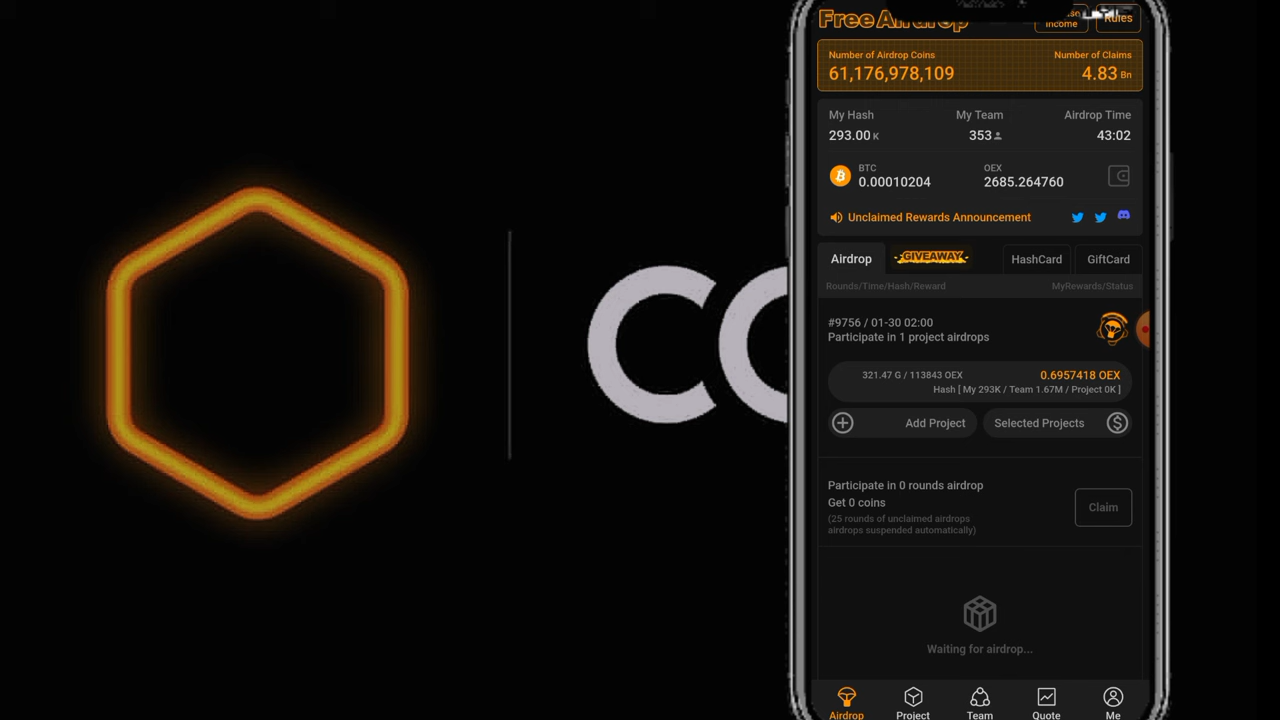 Free Airdrop
Income
Rules
Number of Airdrop Coins
Number of Claims
61,176,978,109
4.83 Bn
My Hash
My Team
Airdrop Time
293.00 K
353
43:02
BTC
OEX
0.00010204
2685.264760
Unclaimed Rewards Announcement
Airdrop
GIVEAWAY
HashCard
GiftCard
Rounds/Time/Hash/Reward
MyRewards/Status
#9756 / 01-30 02:00
Participate in 1 project airdrops
321.47 G / 113843 OEX
0.6957418 OEX
Hash [ My 293K / Team 1.67M / Project 0K ]
Add Project
Selected Projects
Participate in 0 rounds airdrop
Get 0 coins
(25 rounds of unclaimed airdrops
airdrops suspended automatically)
Claim
Waiting for airdrop...
Airdrop
Project
Team
Quote
Me